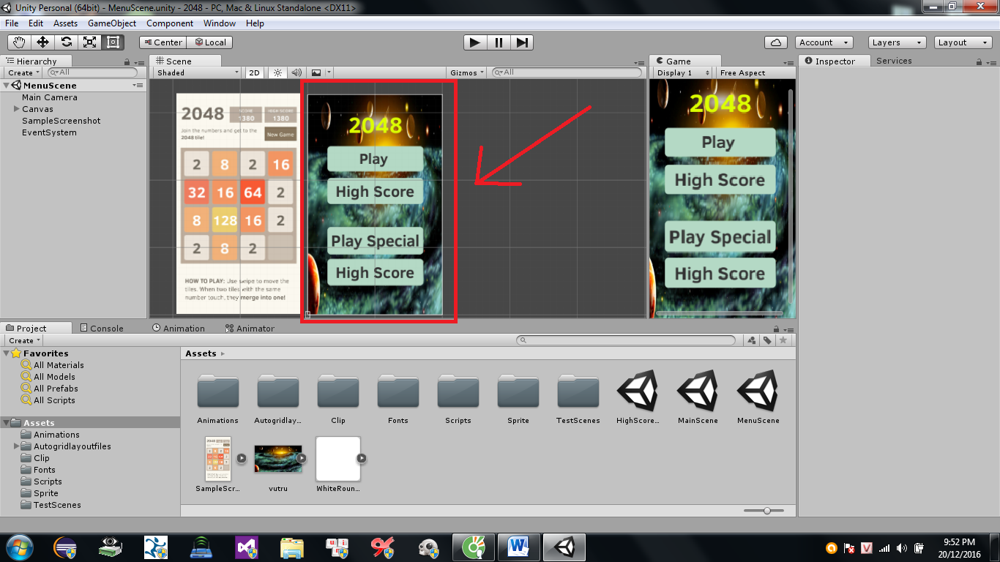 Unity Personal (64bit) - MenuScene.unity - 2048 - PC, Mac & Linux Standalone <DX11>
File Edit Assets GameObject Component Window Help
Center Local Account Layers Layout
Hierarchy Scene Game Inspector Services
Create All Shaded 2D Gizmos All Display 1 Free Aspect
MenuScene
Main Camera
Canvas
SampleScreenshot
EventSystem
2048 SCORE 1380 HIGH SCORE 1380
Join the numbers and get to the
2048 tile!
New Game
2 8 2 16
32 16 64 2
8 128 16 2
2 8 2
HOW TO PLAY: Use swipe to move the
tiles. When two tiles with the same
number touch, they merge into one!
2048
Play
High Score
Play Special
High Score
2048
Play
High Score
Play Special
High Score
Project Console Animation Animator
Create
Favorites
All Materials
All Models
All Prefabs
All Scripts
Assets
Animations
Autogridlayoutfiles
Clip
Fonts
Scripts
Sprite
TestScenes
Assets
Animations Autogridlay... Clip Fonts Scripts Sprite TestScenes HighScore... MainScene MenuScene
SampleScr... vutru WhiteRoun...
9:52 PM
20/12/2016